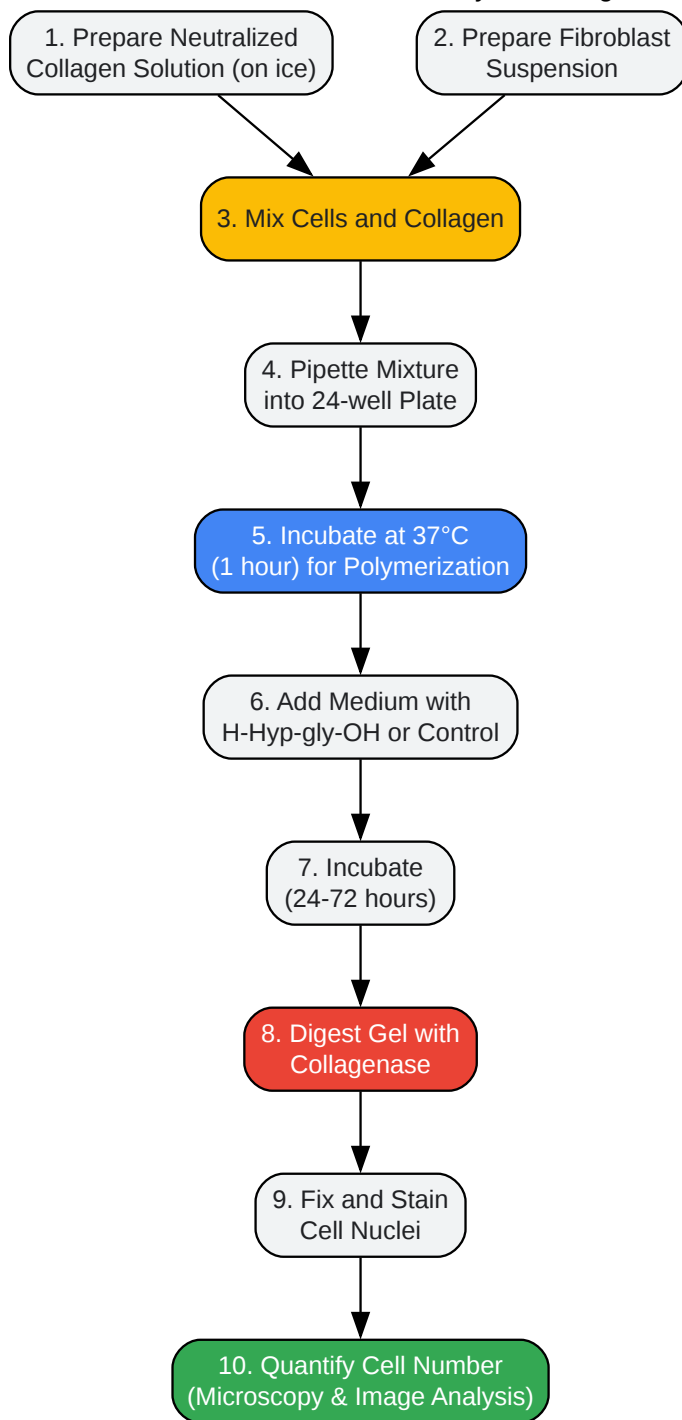 1. Prepare Neutralized
Collagen Solution (on ice)
2. Prepare Fibroblast
Suspension
3. Mix Cells and Collagen
4. Pipette Mixture
into 24-well Plate
5. Incubate at 37°C
(1 hour) for Polymerization
6. Add Medium with
H-Hyp-gly-OH or Control
7. Incubate
(24-72 hours)
8. Digest Gel with
Collagenase
9. Fix and Stain
Cell Nuclei
10. Quantify Cell Number
(Microscopy & Image Analysis)